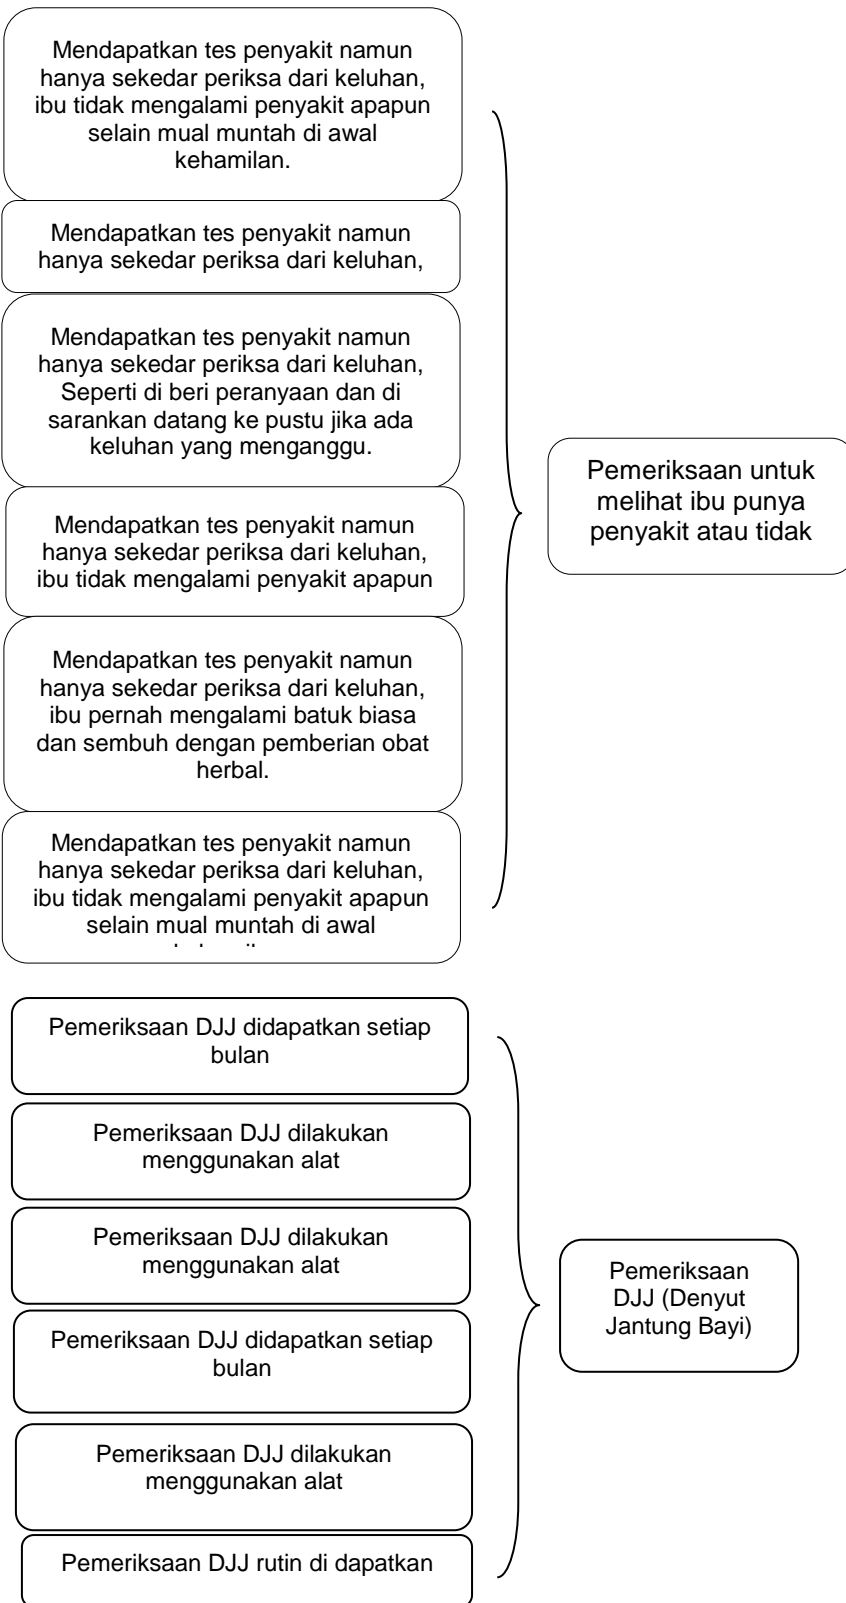 Mendapatkan tes penyakit namun
hanya sekedar periksa dari keluhan,
ibu tidak mengalami penyakit apapun
selain mual muntah di awal
kehamilan.
Mendapatkan tes penyakit namun
hanya sekedar periksa dari keluhan,
Mendapatkan tes penyakit namun
hanya sekedar periksa dari keluhan,
Seperti di beri peranyaan dan di
sarankan datang ke pustu jika ada
keluhan yang menganggu.
Mendapatkan tes penyakit namun
hanya sekedar periksa dari keluhan,
ibu tidak mengalami penyakit apapun
Mendapatkan tes penyakit namun
hanya sekedar periksa dari keluhan,
ibu pernah mengalami batuk biasa
dan sembuh dengan pemberian obat
herbal.
Mendapatkan tes penyakit namun
hanya sekedar periksa dari keluhan,
ibu tidak mengalami penyakit apapun
selain mual muntah di awal
Pemeriksaan untuk
melihat ibu punya
penyakit atau tidak
Pemeriksaan DJJ didapatkan setiap
bulan
Pemeriksaan DJJ dilakukan
menggunakan alat
Pemeriksaan DJJ dilakukan
menggunakan alat
Pemeriksaan DJJ didapatkan setiap
bulan
Pemeriksaan DJJ dilakukan
menggunakan alat
Pemeriksaan DJJ rutin di dapatkan
Pemeriksaan
DJJ (Denyut
Jantung Bayi)